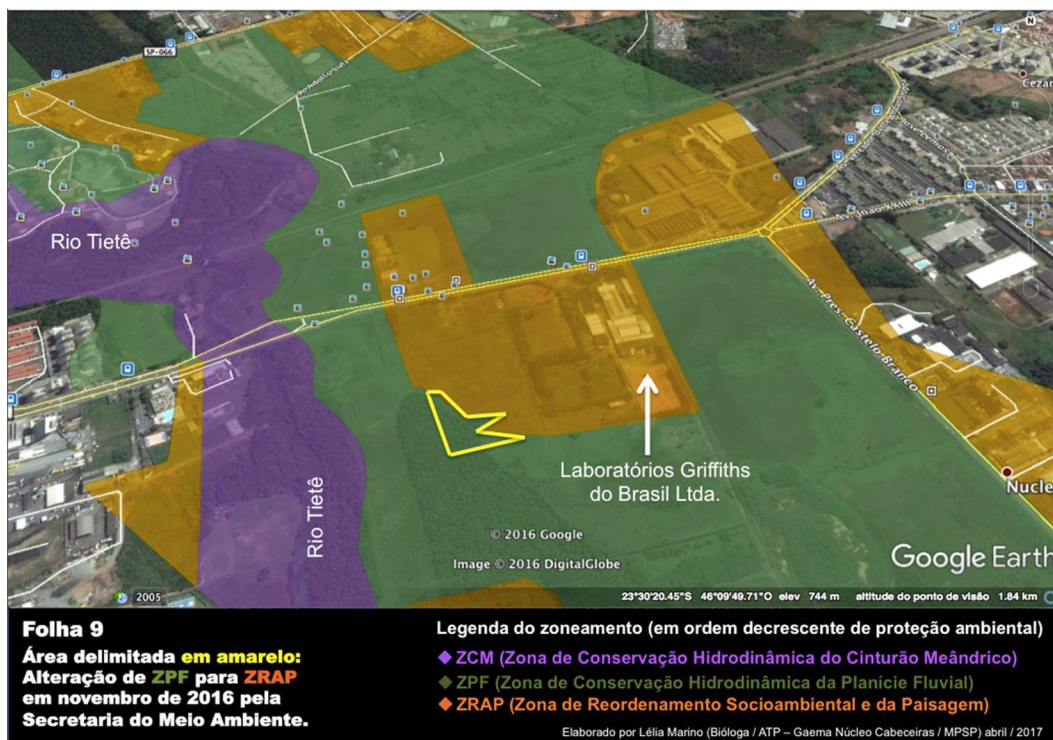 SP-066
N
Cezar
Av. João XXIII
Rio Tietê
Av. Pres. Castelo Branco
Laboratórios Griffiths
do Brasil Ltda.
Nucle
Rio Tietê
© 2016 Google
Image © 2016 DigitalGlobe
Google Earth
2005
23°30'20.45"S 46°09'49.71"O elev 744 m altitude do ponto de visão 1.84 km
Folha 9
Área delimitada em amarelo:
Alteração de ZPF para ZRAP
em novembro de 2016 pela
Secretaria do Meio Ambiente.
Legenda do zoneamento (em ordem decrescente de proteção ambiental)
ZCM (Zona de Conservação Hidrodinâmica do Cinturão Meândrico)
ZPF (Zona de Conservação Hidrodinâmica da Planície Fluvial)
ZRAP (Zona de Reordenamento Socioambiental e da Paisagem)
Elaborado por Lélia Marino (Bióloga / ATP – Gaema Núcleo Cabeceiras / MPSP) abril / 2017